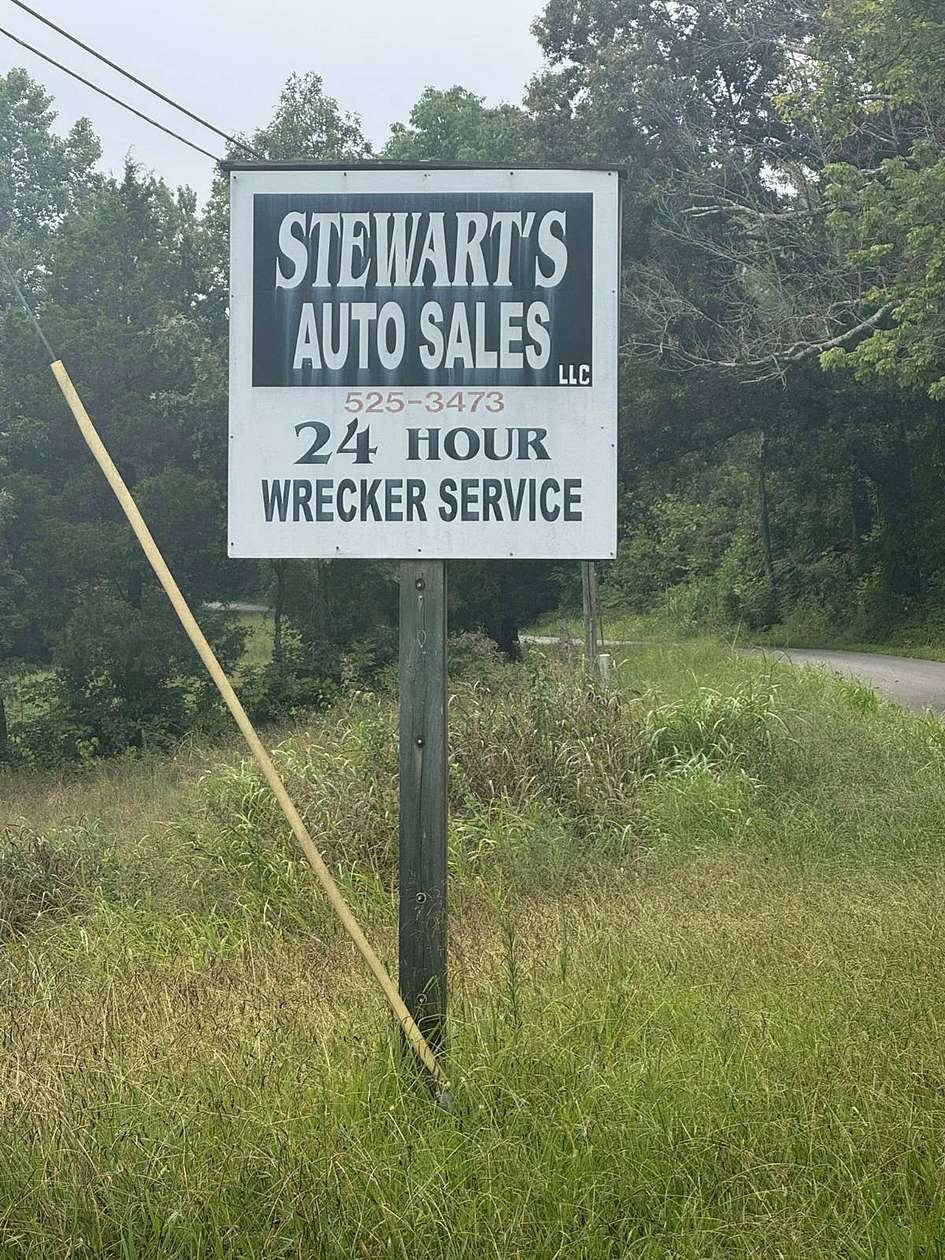 STEWART'S
AUTO SALES
LLC
525-3473
24 HOUR
WRECKER SERVICE